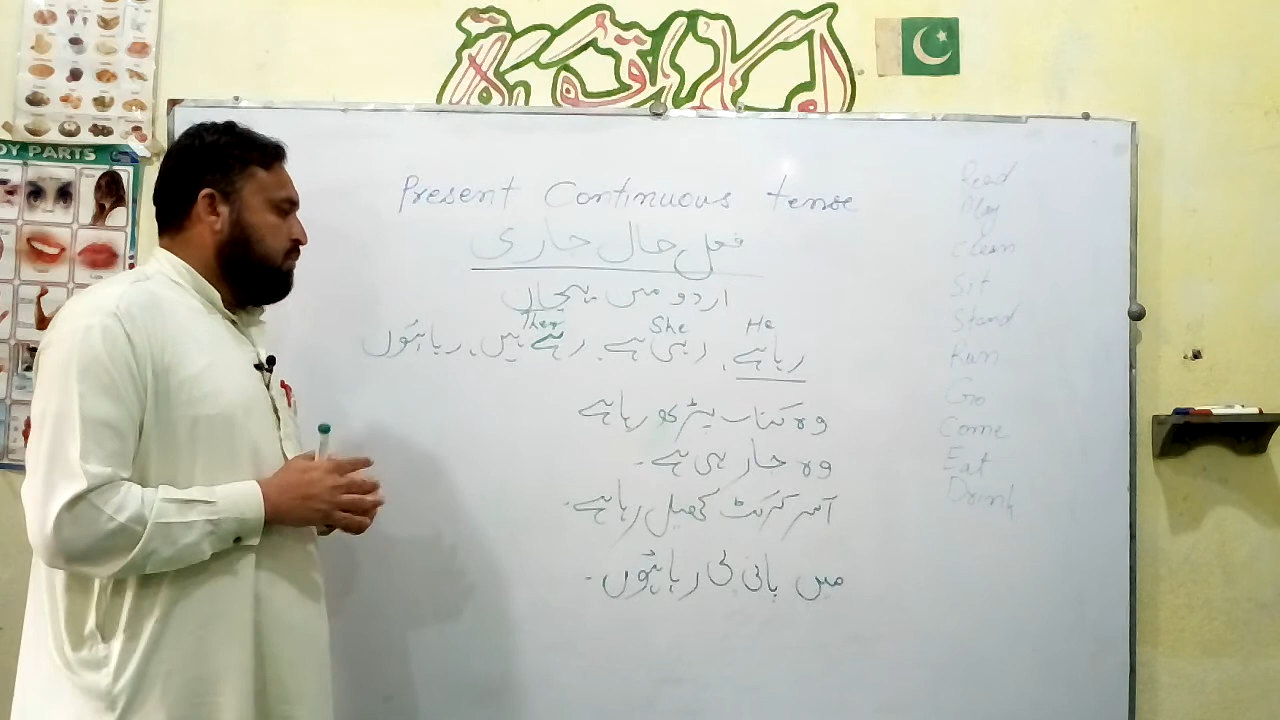 DY PARTS
Present Continuous tense
فعل حال جاری
اردو میں پہچان
They She He
رہا ہے، رہی ہے، رہے ہیں، رہا ہوں
وہ کتاب پڑھ رہا ہے
وہ جا رہی ہے۔
کرکٹ کھیل رہا ہے۔
میں پانی پی رہا ہوں۔
Read
Play
Clean
Sit
Stand
Run
Go
Come
Eat
Drink